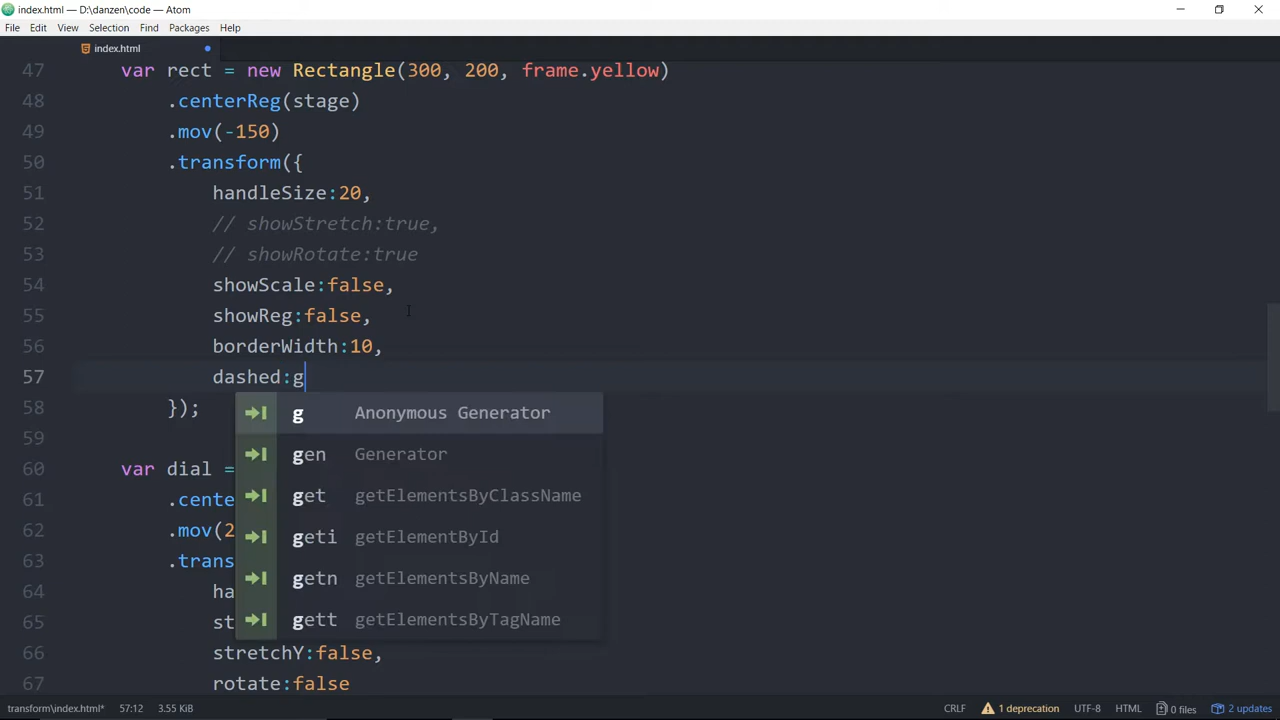 index.html — D:\danzen\code — Atom
File Edit View Selection Find Packages Help
index.html
47 var rect = new Rectangle(300, 200, frame.yellow)
48 .centerReg(stage)
49 .mov(-150)
50 .transform({
51 handleSize:20,
52 // showStretch:true,
53 // showRotate:true
54 showScale:false,
55 showReg:false,
56 borderWidth:10,
57 dashed:g
58 });
g Anonymous Generator
59
gen Generator
60 var dial =
61 .cente
get getElementsByClassName
62 .mov(2
geti getElementById
63 .trans
getn getElementsByName
64 ha
65 st
gett getElementsByTagName
66 stretchY:false,
67 rotate:false
transform\index.html* 57:12 3.55 KiB CRLF 1 deprecation UTF-8 HTML 0 files 2 updates